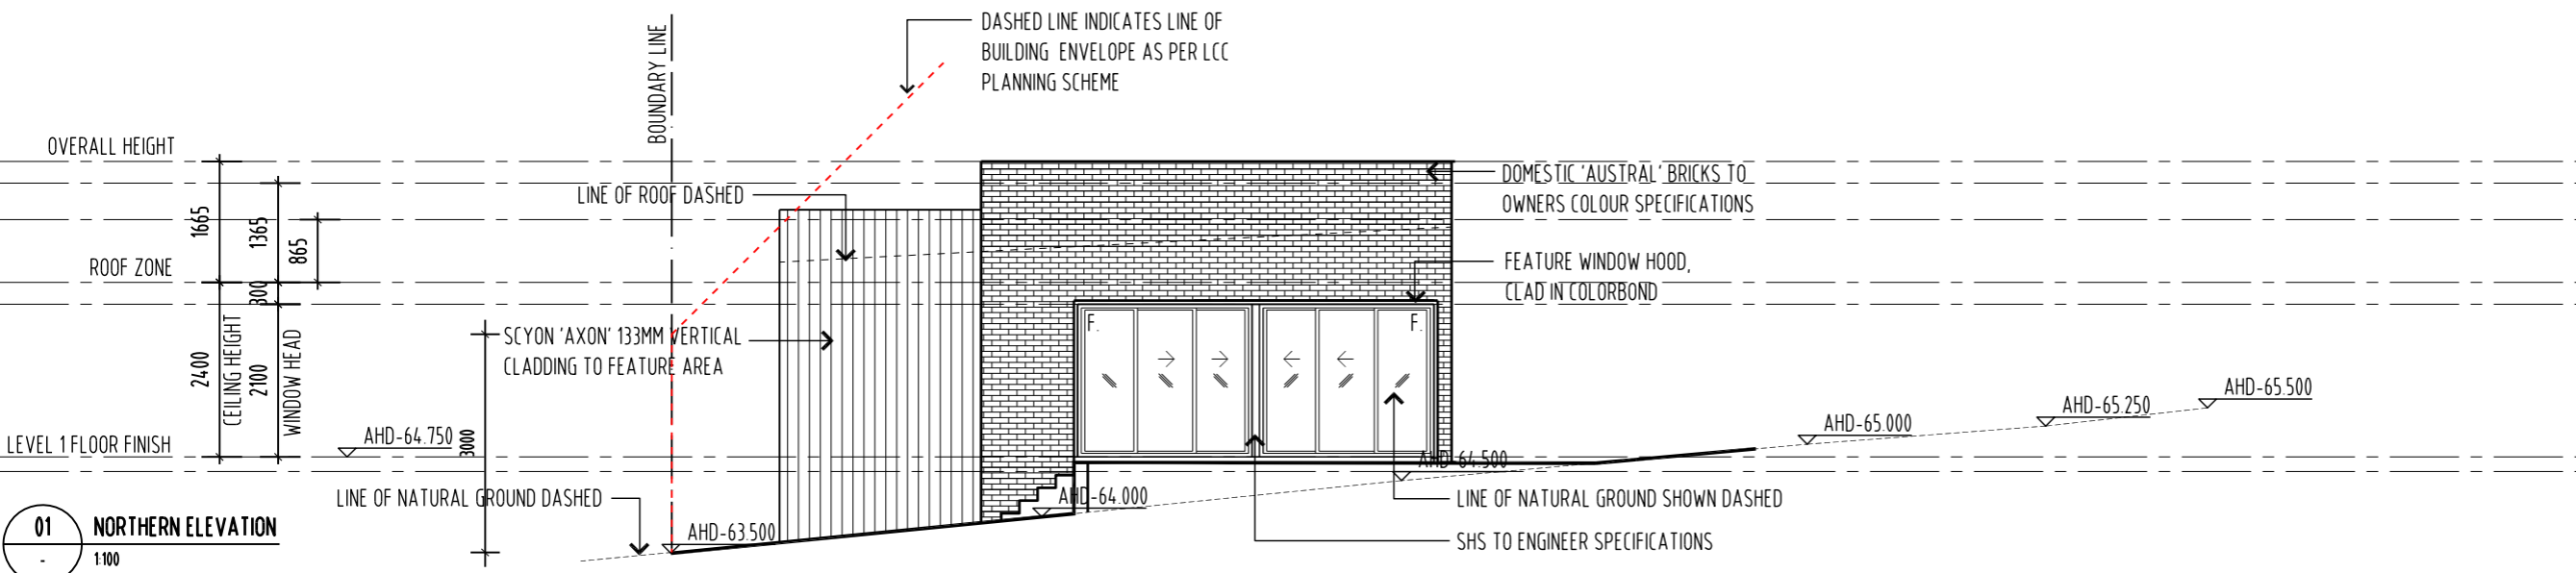 DASHED LINE INDICATES LINE OF
BUILDING ENVELOPE AS PER LCC
PLANNING SCHEME
BOUNDARY LINE
OVERALL HEIGHT
LINE OF ROOF DASHED
DOMESTIC 'AUSTRAL' BRICKS TO
OWNERS COLOUR SPECIFICATIONS
1665
1365
865
ROOF ZONE
FEATURE WINDOW HOOD,
CLAD IN COLORBOND
300
SCYON 'AXON' 133MM VERTICAL
CLADDING TO FEATURE AREA
F.
F.
2400
CEILING HEIGHT
2100
WINDOW HEAD
3000
LEVEL 1 FLOOR FINISH
AHD-64.750
AHD-65.500
AHD-65.250
AHD-65.000
AHD-64.500
AHD-64.000
AHD-63.500
LINE OF NATURAL GROUND DASHED
LINE OF NATURAL GROUND SHOWN DASHED
SHS TO ENGINEER SPECIFICATIONS
01
-
NORTHERN ELEVATION
1:100